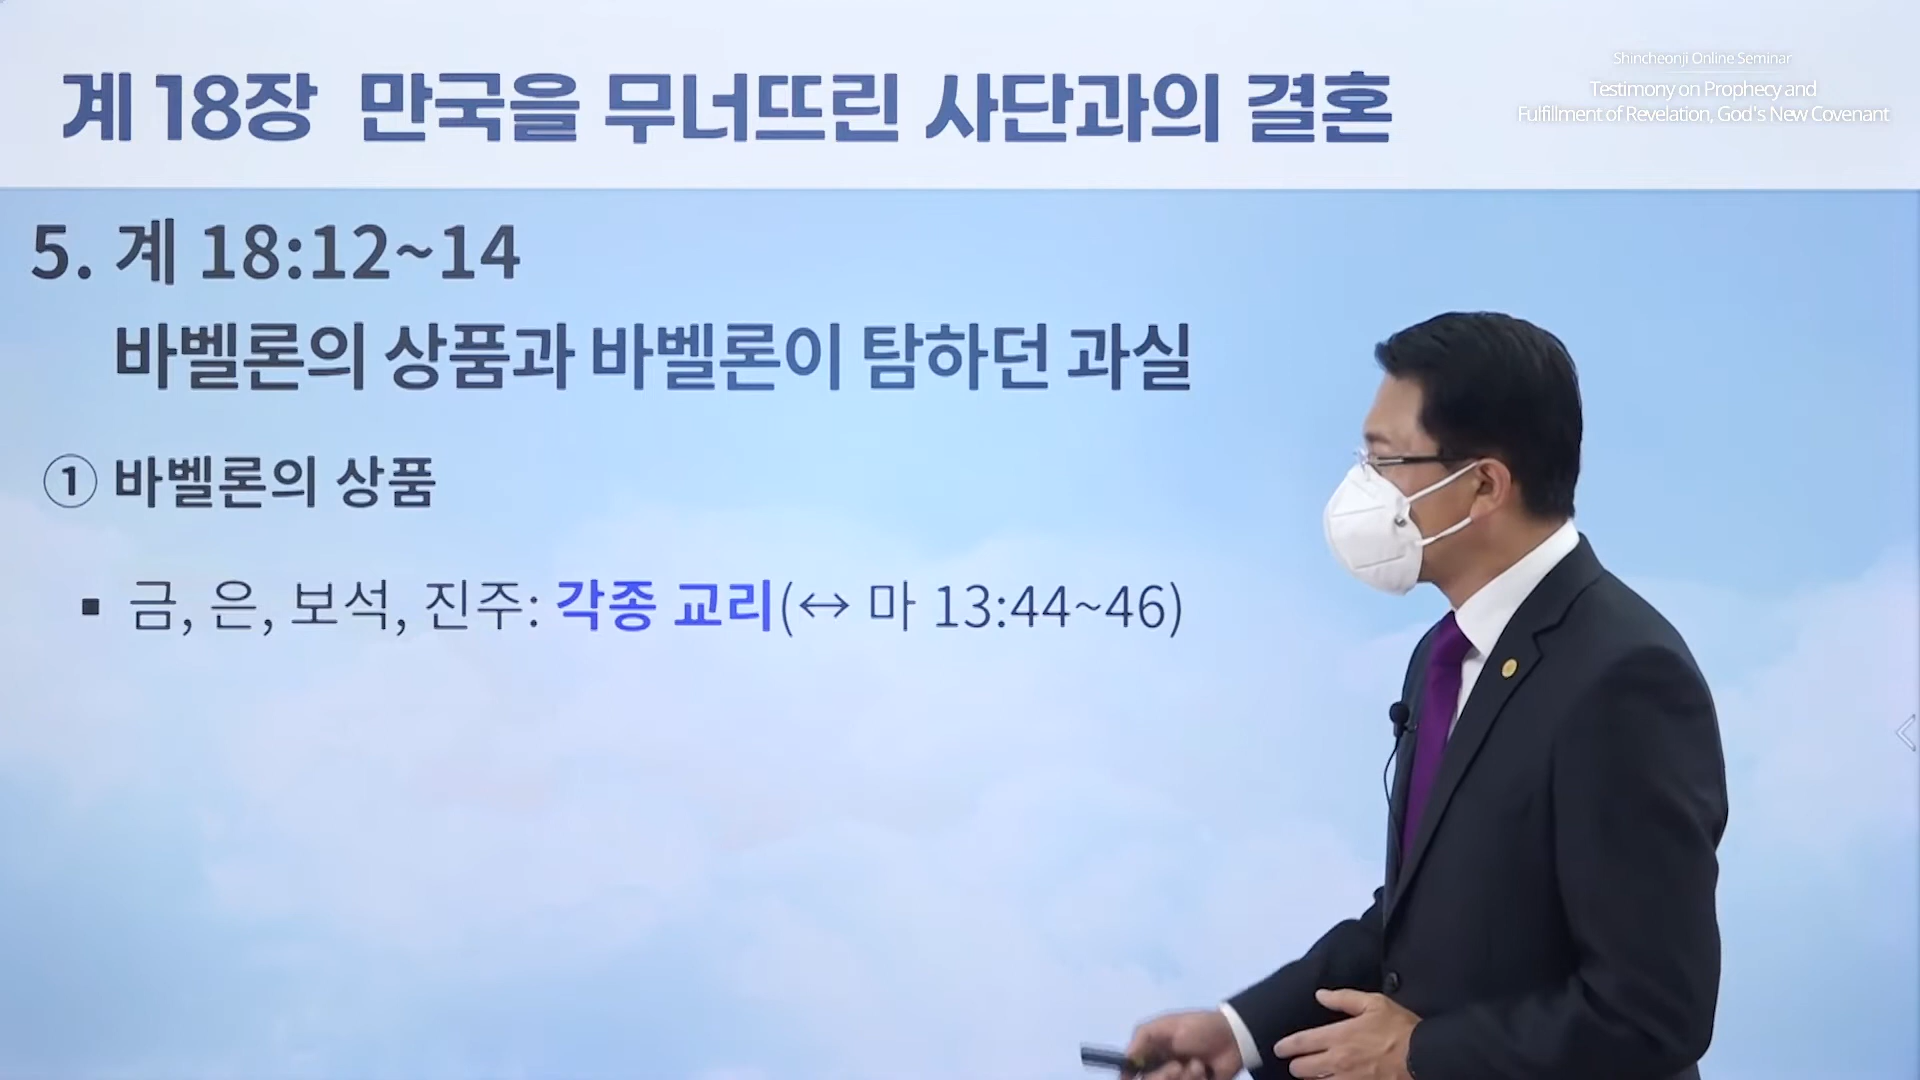 계 18장 만국을 무너뜨린 사단과의 결혼
Shincheonji Online Seminar
Testimony on Prophecy and
Fulfillment of Revelation, God's New Covenant
5. 계 18:12~14
바벨론의 상품과 바벨론이 탐하던 과실
① 바벨론의 상품
▪ 금, 은, 보석, 진주: 각종 교리(↔ 마 13:44~46)